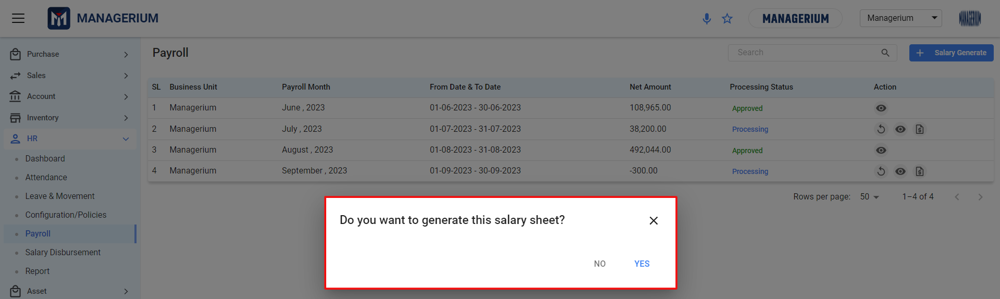 MANAGERIUM
MANAGERIUM
Managerium
MANAGERIUM
Purchase
Sales
Account
Inventory
HR
Dashboard
Attendance
Leave & Movement
Configuration/Policies
Payroll
Salary Disbursement
Report
Asset
Payroll
Search
Salary Generate
SL Business Unit Payroll Month From Date & To Date Net Amount Processing Status Action
1 Managerium June , 2023 01-06-2023 - 30-06-2023 108,965.00 Approved
2 Managerium July , 2023 01-07-2023 - 31-07-2023 38,200.00 Processing
3 Managerium August , 2023 01-08-2023 - 31-08-2023 492,044.00 Approved
4 Managerium September , 2023 01-09-2023 - 30-09-2023 -300.00 Processing
Rows per page: 50 1–4 of 4
Do you want to generate this salary sheet?
NO YES